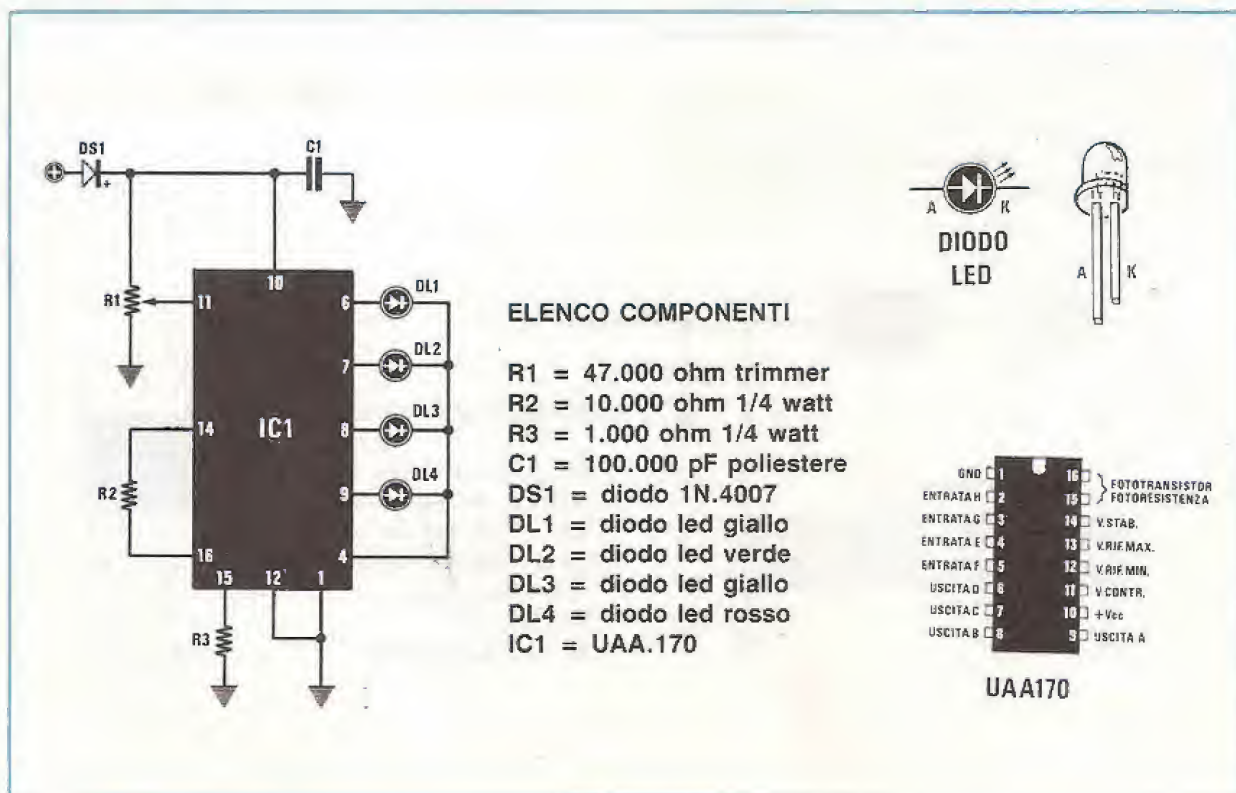 DS1
+
C1
R1
11
10
6
DL1
7
DL2
14
IC1
8
DL3
R2
9
DL4
16
4
15
12
1
R3
ELENCO COMPONENTI
R1 = 47.000 ohm trimmer
R2 = 10.000 ohm 1/4 watt
R3 = 1.000 ohm 1/4 watt
C1 = 100.000 pF poliestere
DS1 = diodo 1N.4007
DL1 = diodo led giallo
DL2 = diodo led verde
DL3 = diodo led giallo
DL4 = diodo led rosso
IC1 = UAA.170
A K
DIODO
LED
A K
GND 1
ENTRATA H 2
ENTRATA G 3
ENTRATA E 4
ENTRATA F 5
USCITA D 6
USCITA C 7
USCITA B 8
16 FOTOTRANSISTOR
15 FOTORESISTENZA
14 V.STAB.
13 V.RIF.MAX.
12 V.RIF.MIN.
11 V.CONTR.
10 +Vcc
9 USCITA A
UAA170